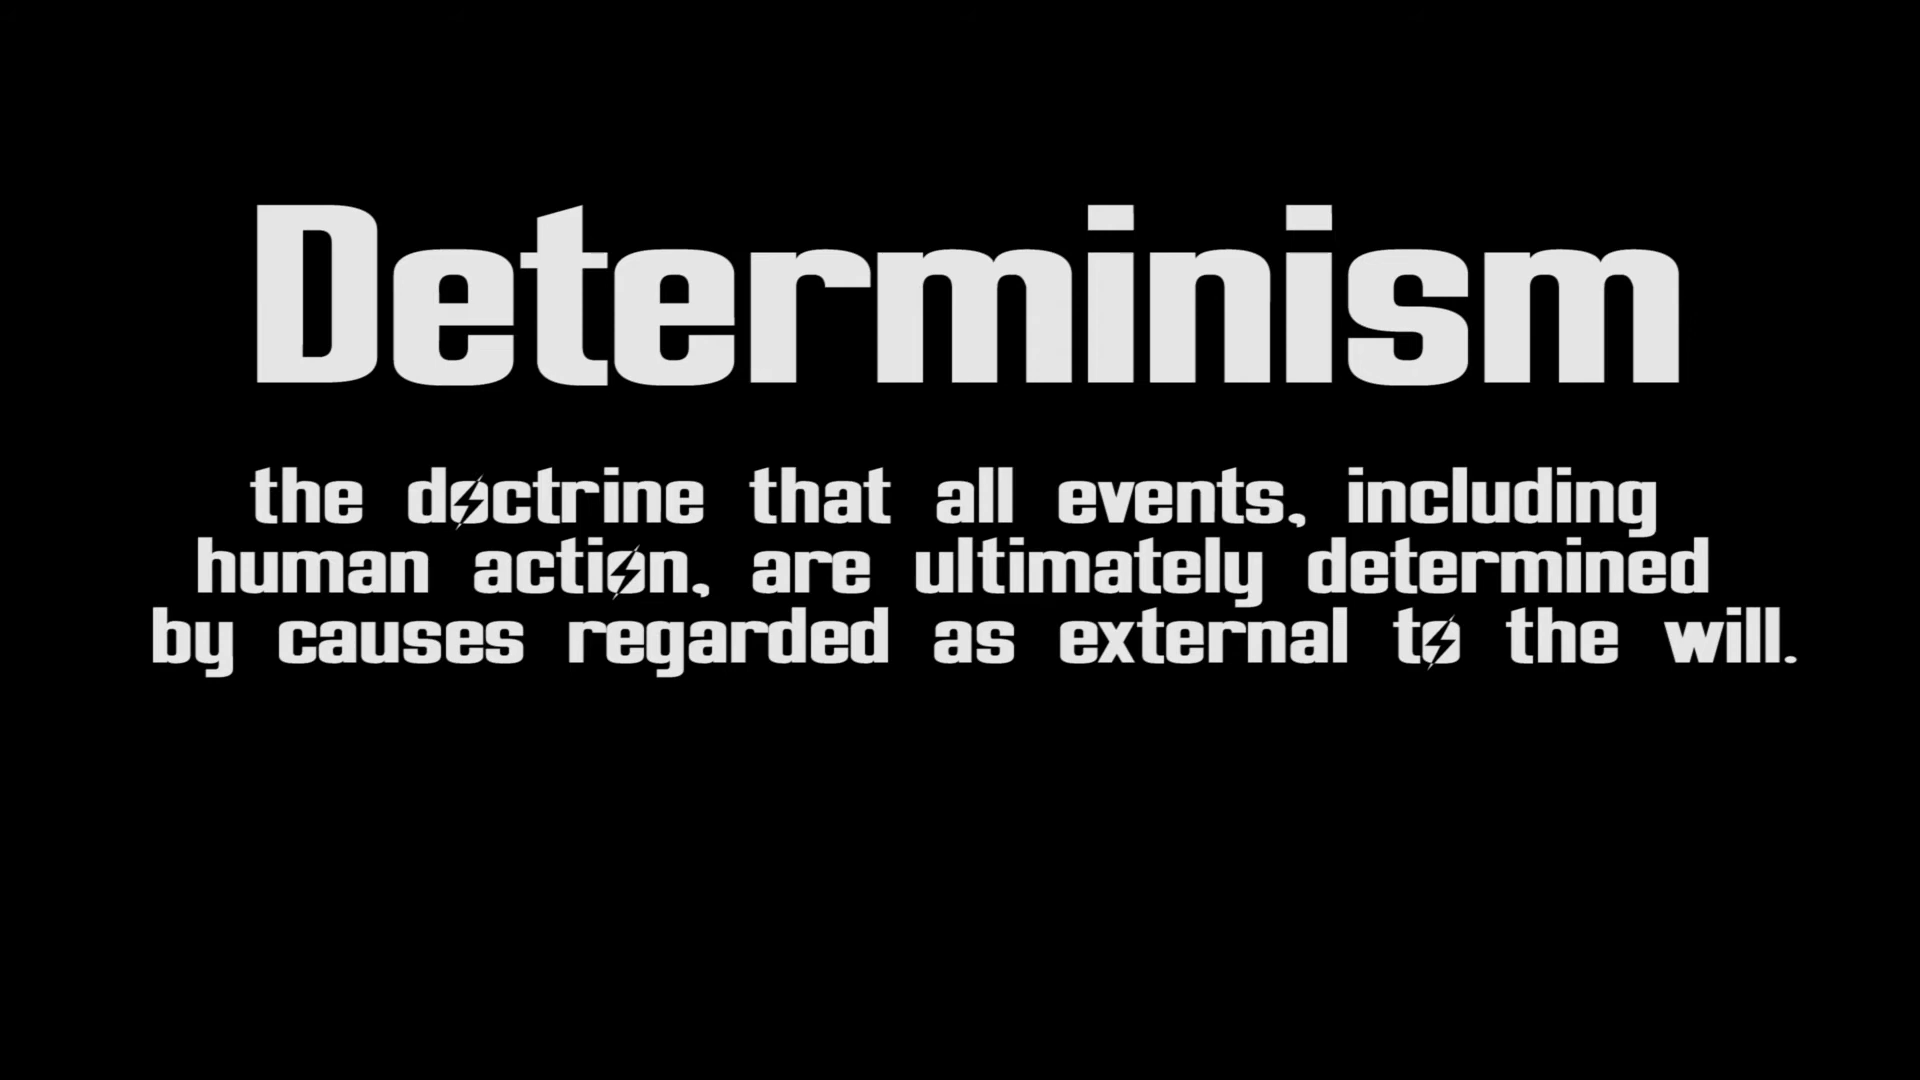 Determinism
the doctrine that all events, including
human action, are ultimately determined
by causes regarded as external to the will.